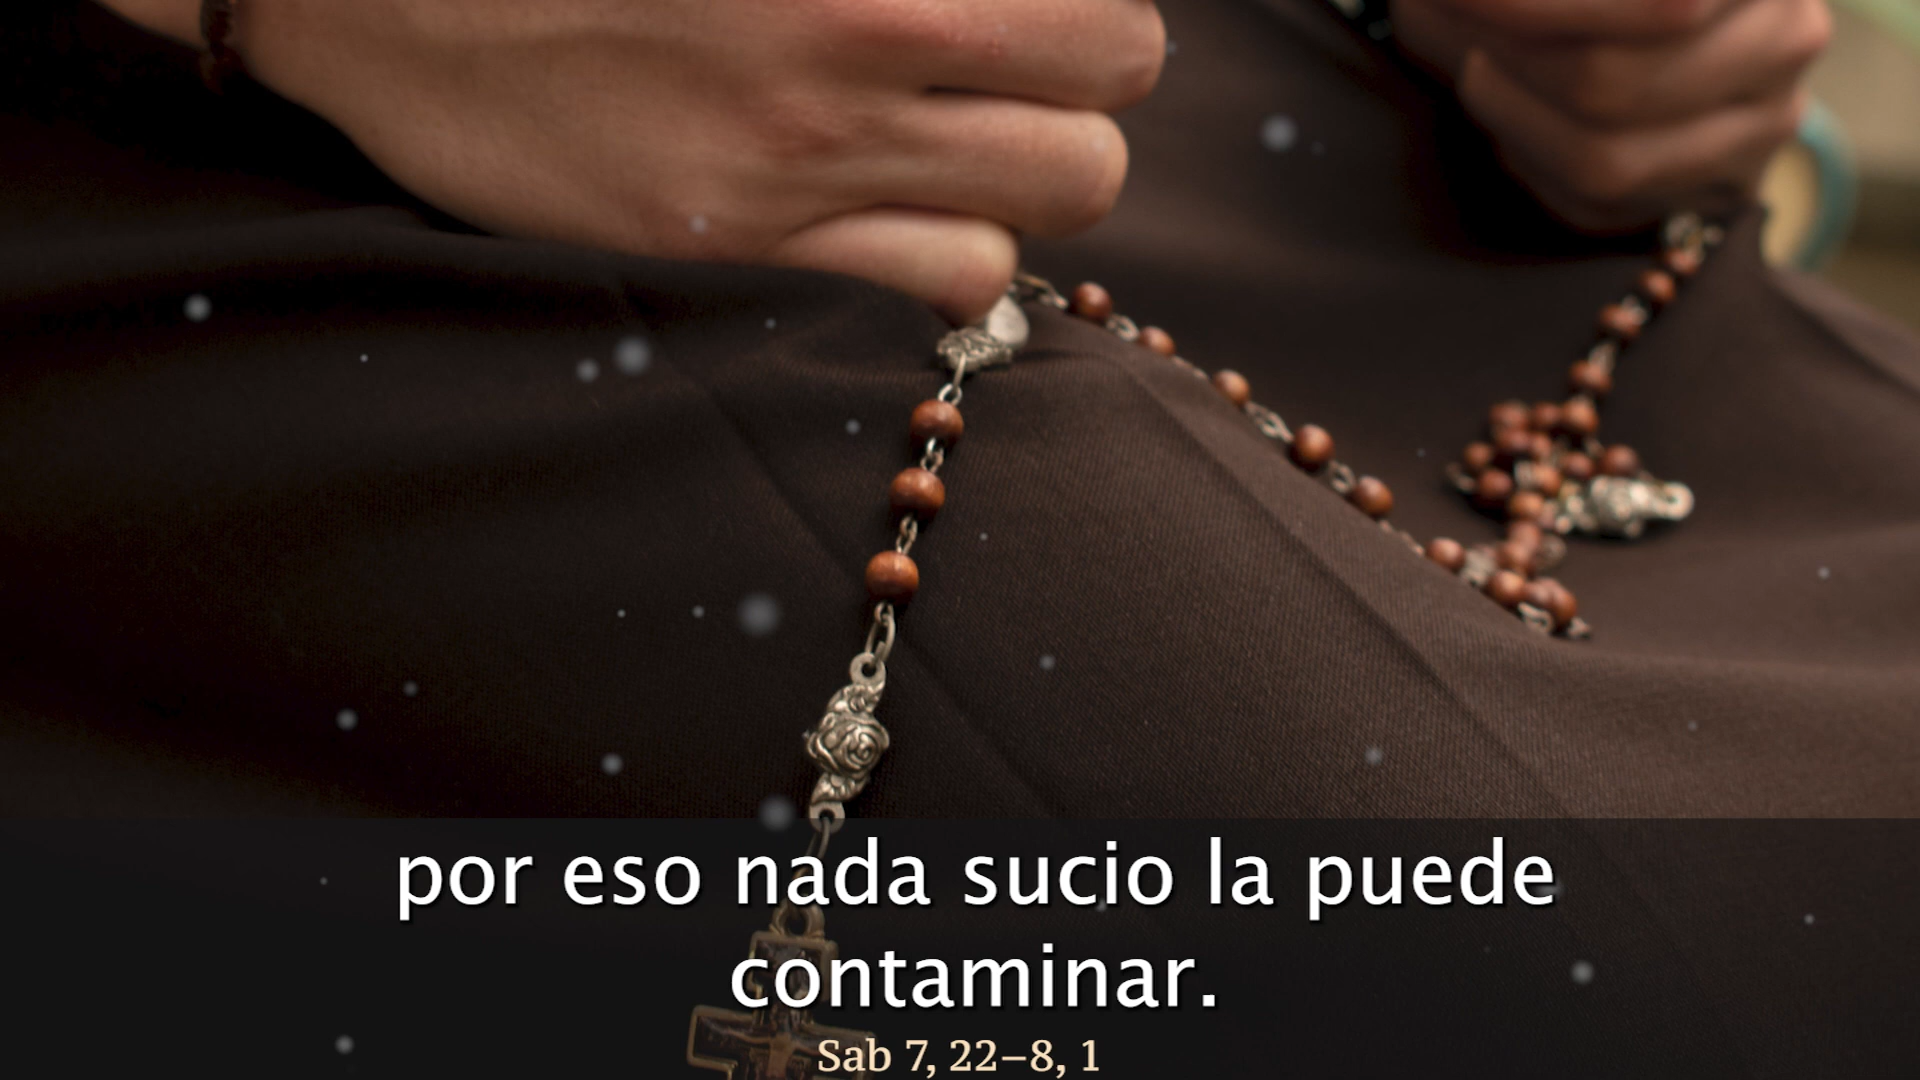 por eso nada sucio la puede
contaminar.
Sab 7, 22–8, 1